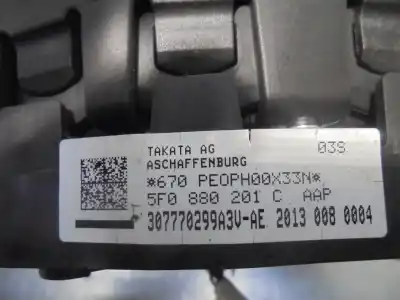 TAKATA AG 03S
ASCHAFFENBURG
*670 PEOPH00X33N*
5F0 880 201 C AAP
307770299A3V-AE 2013 008 0004